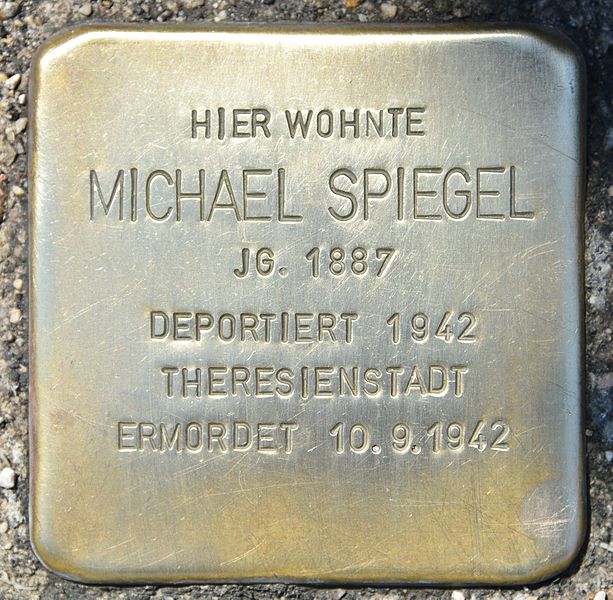 HIER WOHNTE
MICHAEL SPIEGEL
JG. 1887
DEPORTIERT 1942
THERESIENSTADT
ERMORDET 10.9.1942